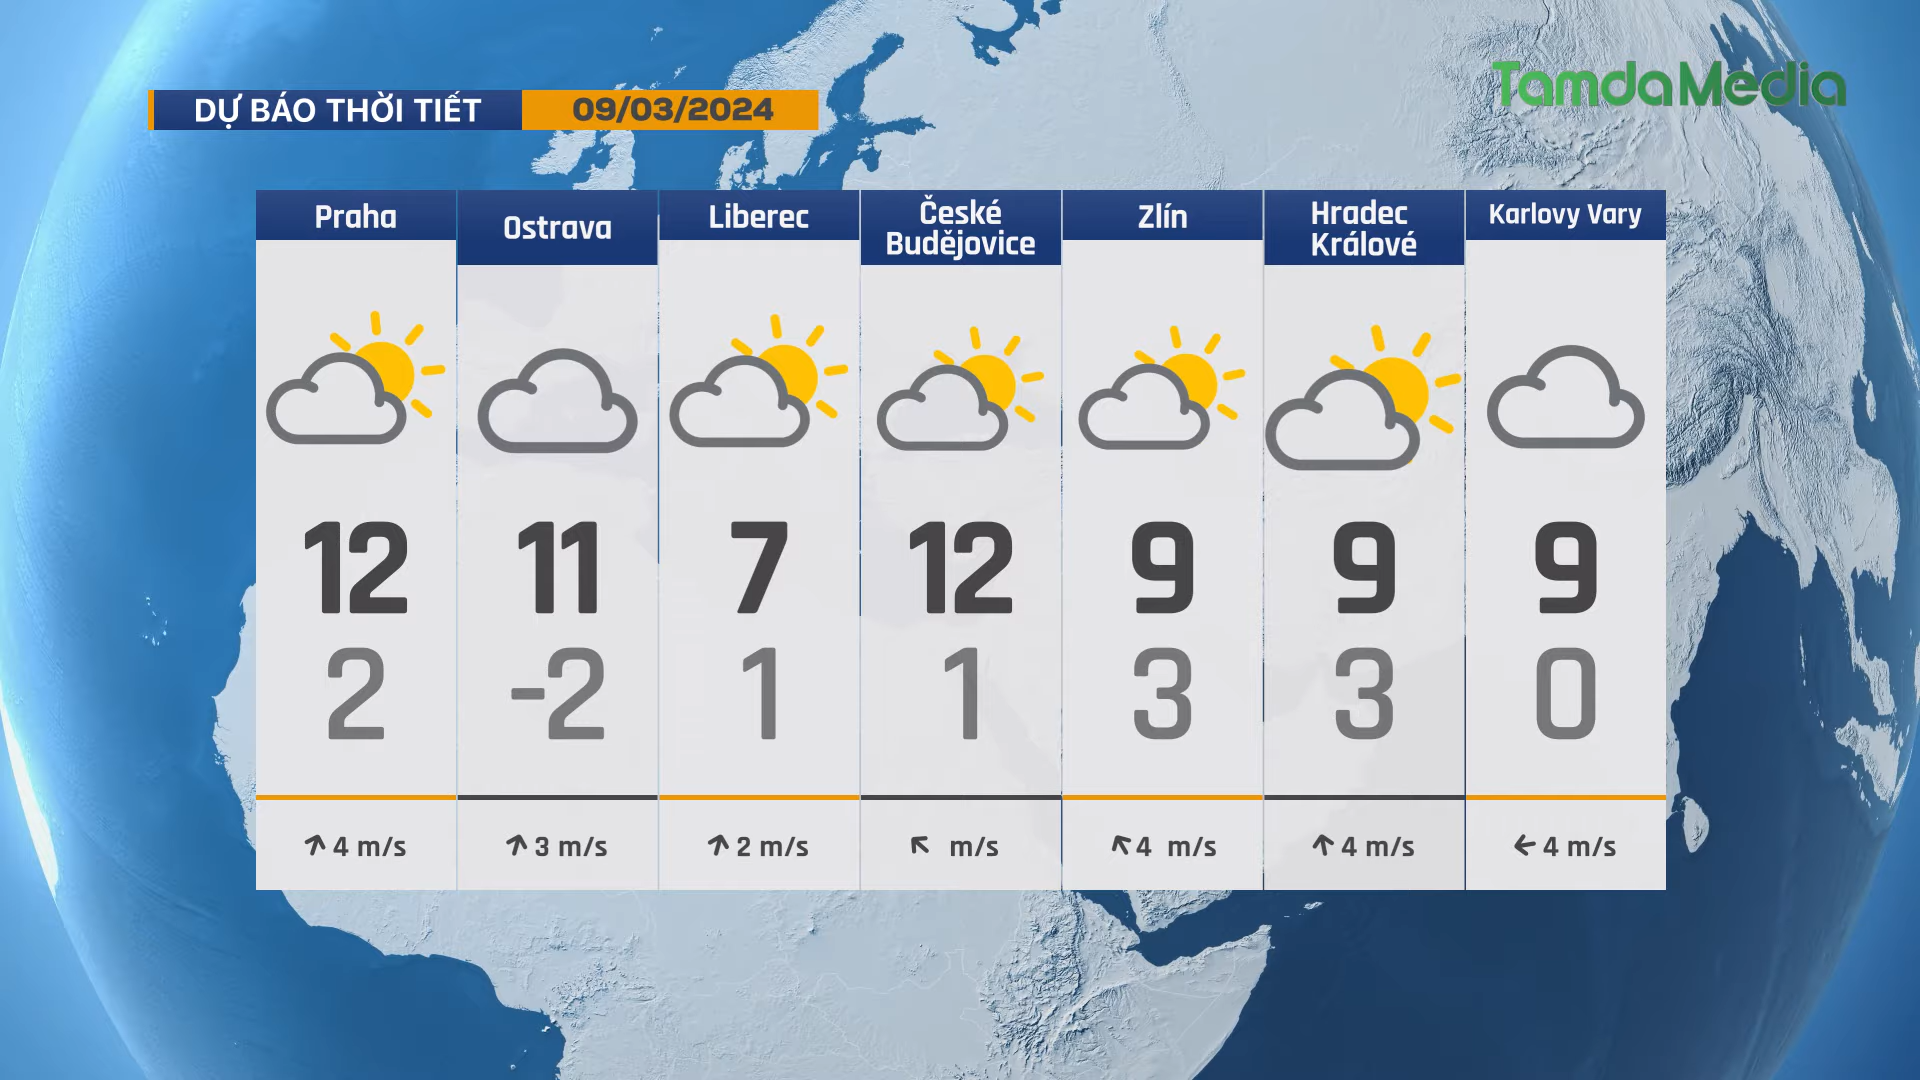 TamdaMedia
DỰ BÁO THỜI TIẾT 09/03/2024
Praha
Ostrava
Liberec
České
Budějovice
Zlín
Hradec
Králové
Karlovy Vary
12 11 7 12 9 9 9
2 -2 1 1 3 3 0
4 m/s 3 m/s 2 m/s m/s 4 m/s 4 m/s 4 m/s